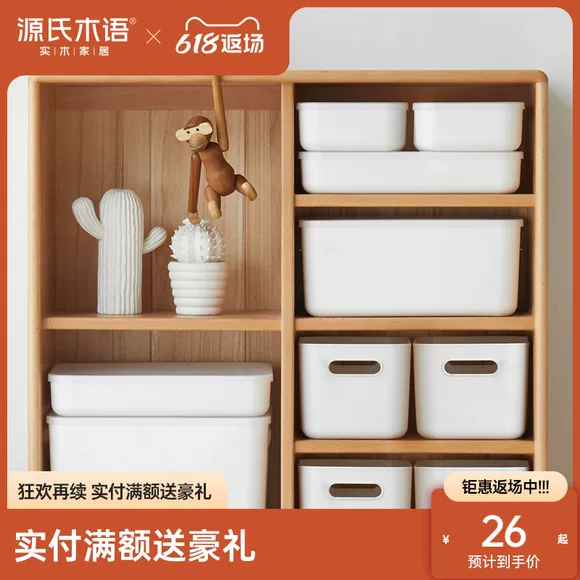 源氏木语®
实|木|家|居
×
618返场
狂欢再续 实付满额送豪礼
实付满额送豪礼
钜惠返场中!!!
¥ 26 起
预计到手价